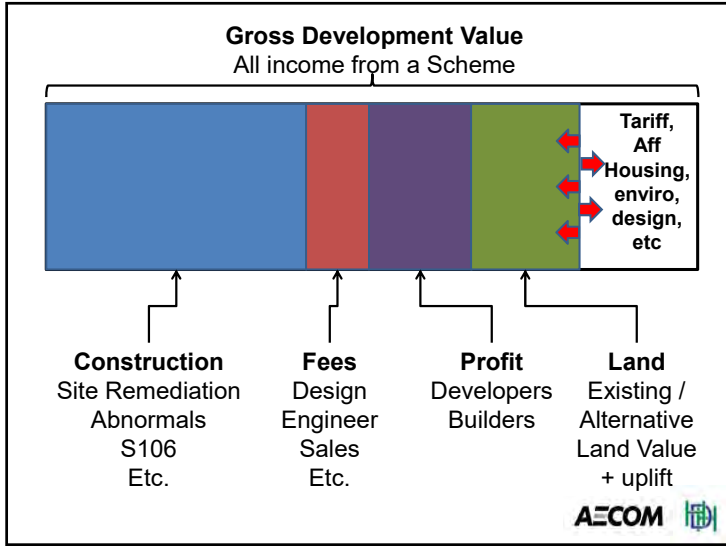 Gross Development Value
All income from a Scheme
Tariff,
Aff
Housing,
enviro,
design,
etc
Construction
Site Remediation
Abnormals
S106
Etc.
Fees
Design
Engineer
Sales
Etc.
Profit
Developers
Builders
Land
Existing /
Alternative
Land Value
+ uplift
AECOM